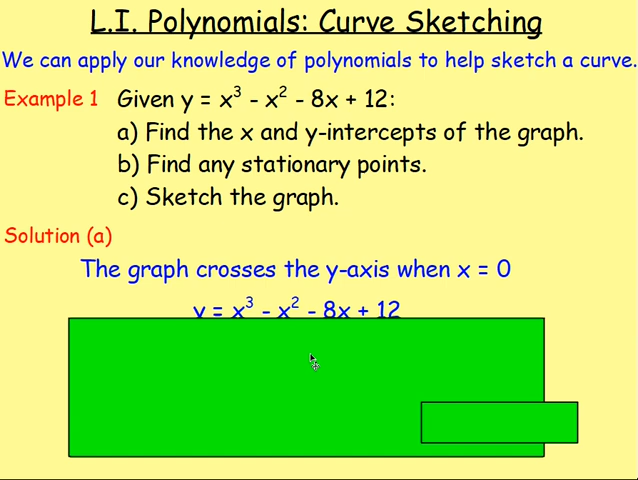 L.I. Polynomials: Curve Sketching
We can apply our knowledge of polynomials to help sketch a curve.
Example 1 Given y = x³ - x² - 8x + 12:
a) Find the x and y-intercepts of the graph.
b) Find any stationary points.
c) Sketch the graph.
Solution (a)
The graph crosses the y-axis when x = 0
y = x³ - x² - 8x + 12